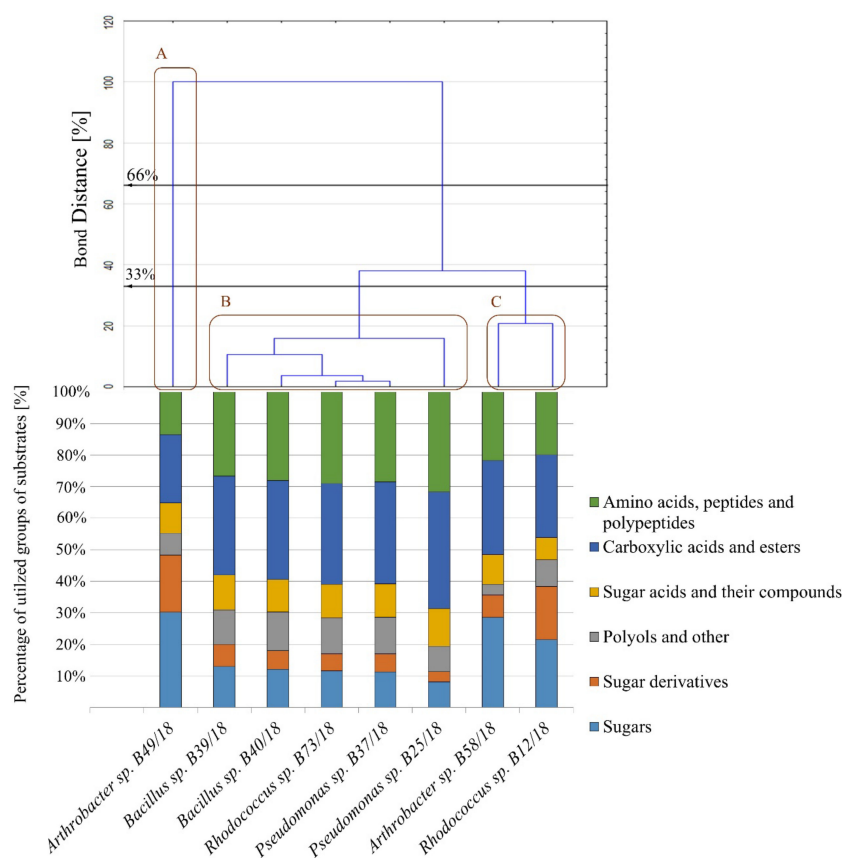 120
A
100
80
66%
60
40
33%
B
C
20
0
Bond Distance [%]
100%
90%
80%
70%
60%
50%
40%
30%
20%
10%
Percentage of utilzed groups of substrates [%]
Amino acids, peptides and
polypeptides
Carboxylic acids and esters
Sugar acids and their compounds
Polyols and other
Sugar derivatives
Sugars
Arthrobacter sp. B49/18
Bacillus sp. B39/18
Bacillus sp. B40/18
Rhodococcus sp. B73/18
Pseudomonas sp. B37/18
Pseudomonas sp. B25/18
Arthrobacter sp. B58/18
Rhodococcus sp. B12/18